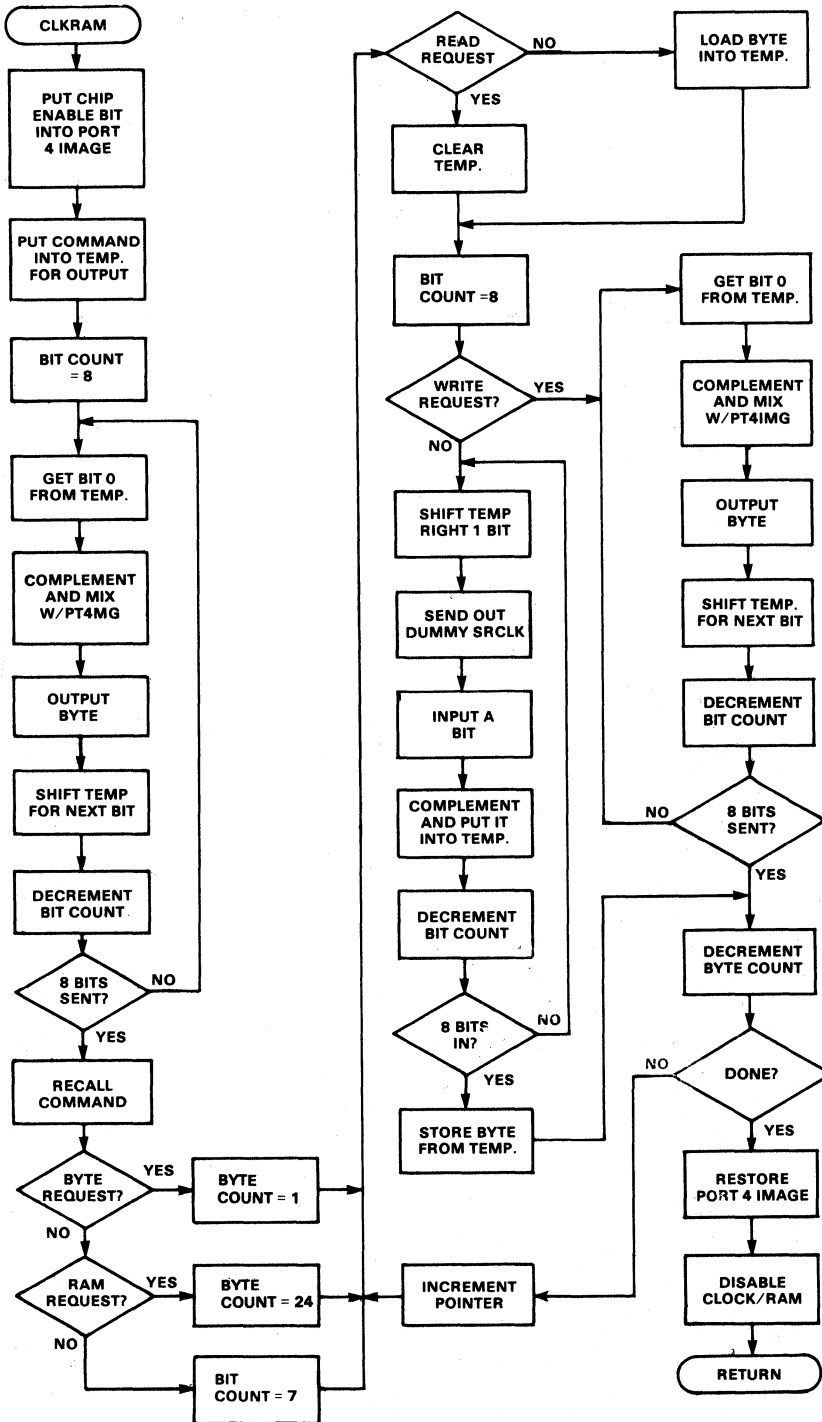 CLKRAM
PUT CHIP
ENABLE BIT
INTO PORT
4 IMAGE
PUT COMMAND
INTO TEMP.
FOR OUTPUT
BIT COUNT
= 8
GET BIT 0
FROM TEMP.
COMPLEMENT
AND MIX
W/PT4MG
OUTPUT
BYTE
SHIFT TEMP
FOR NEXT BIT
DECREMENT
BIT COUNT
8 BITS
SENT?
NO
YES
RECALL
COMMAND
BYTE
REQUEST?
YES
NO
BYTE
COUNT = 1
RAM
REQUEST?
YES
NO
BYTE
COUNT = 24
BIT
COUNT = 7
READ
REQUEST
NO
YES
LOAD BYTE
INTO TEMP.
CLEAR
TEMP.
BIT
COUNT =8
WRITE
REQUEST?
YES
NO
SHIFT TEMP
RIGHT 1 BIT
SEND OUT
DUMMY SRCLK
INPUT A
BIT
COMPLEMENT
AND PUT IT
INTO TEMP.
DECREMENT
BIT COUNT
8 BITS
IN?
NO
YES
STORE BYTE
FROM TEMP.
INCREMENT
POINTER
GET BIT 0
FROM TEMP.
COMPLEMENT
AND MIX
W/PT4IMG
OUTPUT
BYTE
SHIFT TEMP.
FOR NEXT BIT
DECREMENT
BIT COUNT
8 BITS
SENT?
NO
YES
DECREMENT
BYTE COUNT
DONE?
NO
YES
RESTORE
PORT 4 IMAGE
DISABLE
CLOCK/RAM
RETURN